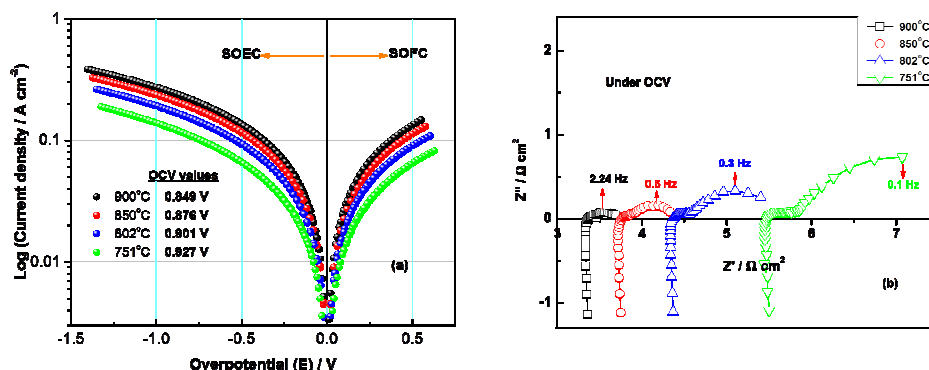 SOEC SOFC
OCV values
900°C 0.849 V
850°C 0.876 V
802°C 0.901 V
751°C 0.927 V
(a)
Log (Current density / A cm-2)
1
0.1
0.01
-1.5 -1.0 -0.5 0.0 0.5
Overpotential (E) / V
900°C
850°C
802°C
751°C
Under OCV
2.24 Hz
0.5 Hz
0.3 Hz
0.1 Hz
Z'' / Ω cm2
2
1
0
-1
Z' / Ω cm2
(b)
3 4 5 6 7